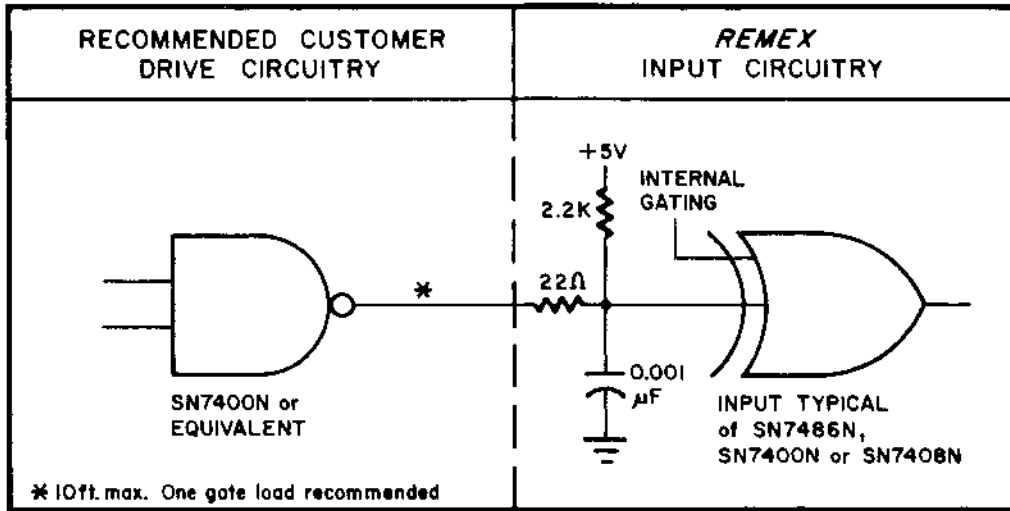 RECOMMENDED CUSTOMER
DRIVE CIRCUITRY
REMEX
INPUT CIRCUITRY
+5V
2.2K
INTERNAL
GATING
*
22Ω
0.001
µF
SN7400N or
EQUIVALENT
INPUT TYPICAL
of SN7486N,
SN7400N or SN7408N
* 10ft. max. One gate load recommended